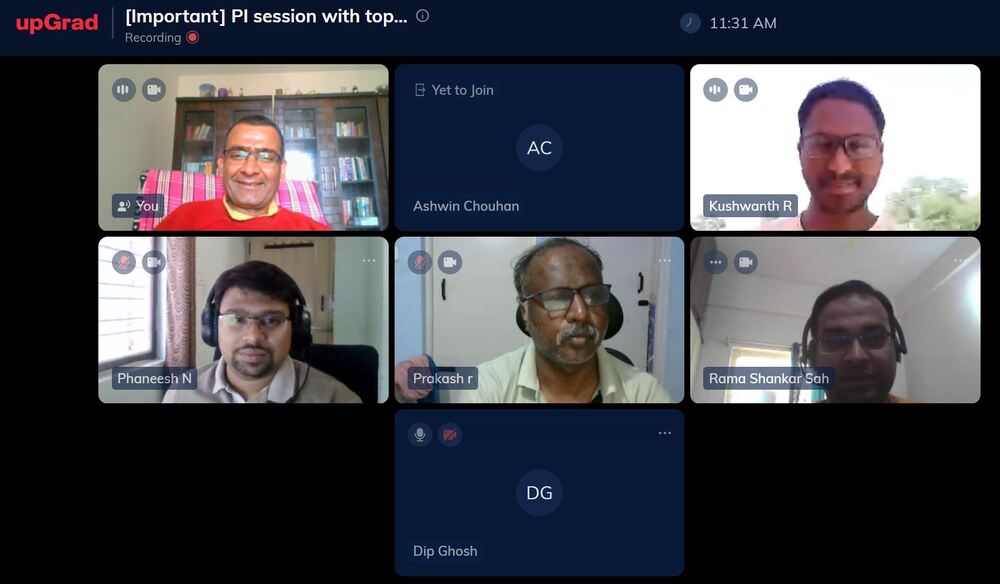 upGrad
[Important] PI session with top...
Recording
11:31 AM
You
Yet to Join
AC
Ashwin Chouhan
Kushwanth R
Phaneesh N
Prakash r
Rama Shankar Sah
DG
Dip Ghosh